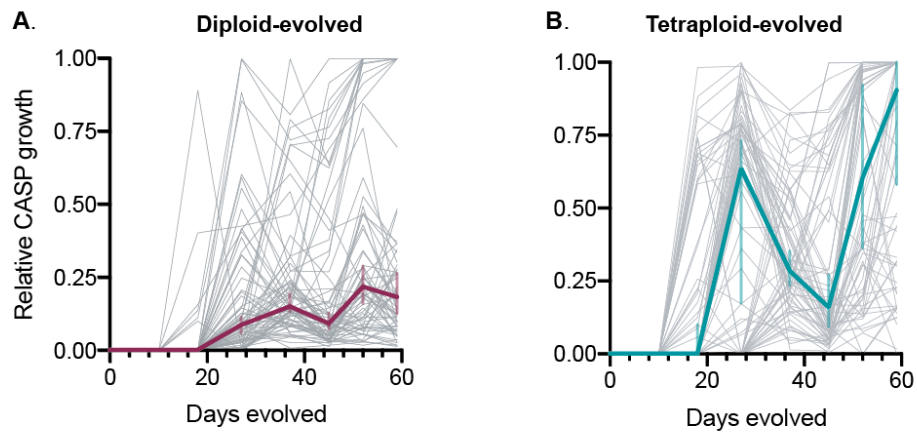 A. Diploid-evolved
1.00
0.75
0.50
0.25
0.00
Relative CASP growth
0 20 40 60
Days evolved
B. Tetraploid-evolved
1.00
0.75
0.50
0.25
0.00
0 20 40 60
Days evolved